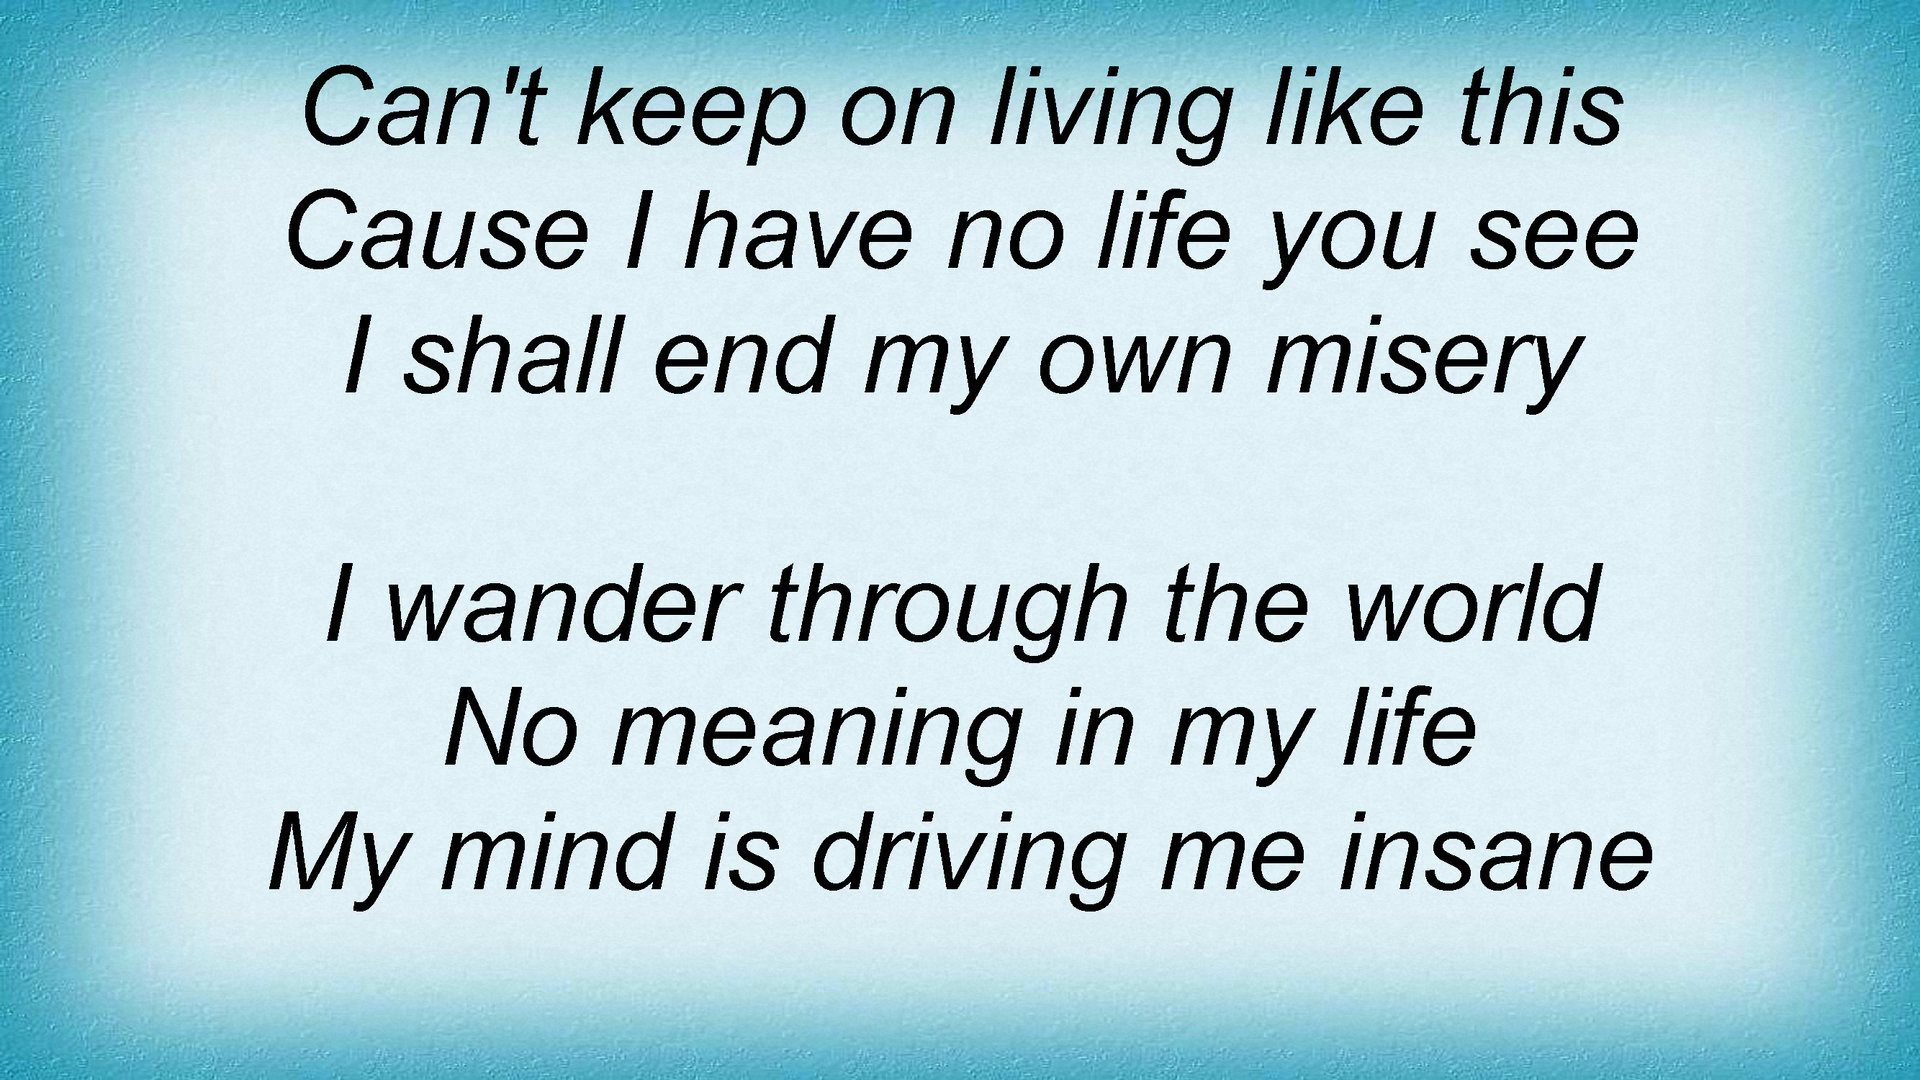 Can't keep on living like this
Cause I have no life you see
I shall end my own misery
I wander through the world
No meaning in my life
My mind is driving me insane